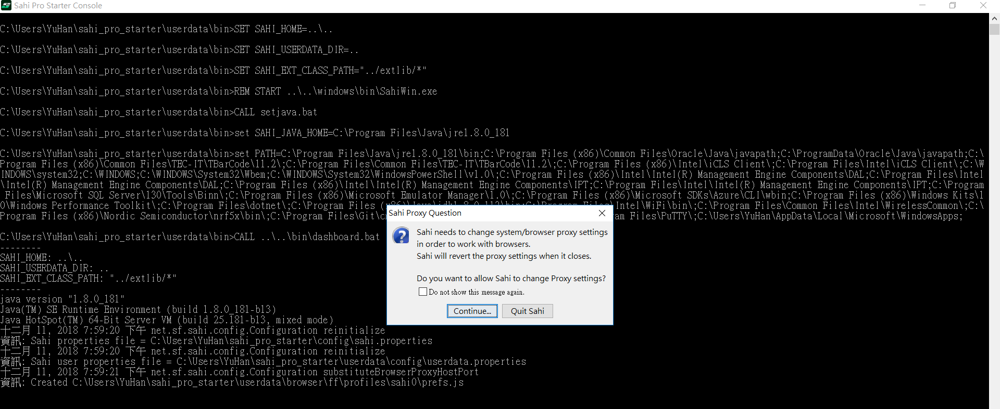 Sahi Pro Starter Console
C:\Users\YuHan\sahi_pro_starter\userdata\bin>SET SAHI_HOME=..\..
C:\Users\YuHan\sahi_pro_starter\userdata\bin>SET SAHI_USERDATA_DIR=..
C:\Users\YuHan\sahi_pro_starter\userdata\bin>SET SAHI_EXT_CLASS_PATH="../extlib/*"
C:\Users\YuHan\sahi_pro_starter\userdata\bin>REM START ..\..\windows\bin\SahiWin.exe
C:\Users\YuHan\sahi_pro_starter\userdata\bin>CALL setjava.bat
C:\Users\YuHan\sahi_pro_starter\userdata\bin>set SAHI_JAVA_HOME=C:\Program Files\Java\jre1.8.0_181
C:\Users\YuHan\sahi_pro_starter\userdata\bin>set PATH=C:\Program Files\Java\jre1.8.0_181\bin;C:\Program Files (x86)\Common Files\Oracle\Java\javapath;C:\ProgramData\Oracle\Java\javapath;C:\
Program Files (x86)\Common Files\TEC-IT\TBarCode\11.2\;C:\Program Files\Common Files\TEC-IT\TBarCode\11.2\;C:\Program Files (x86)\Intel\iCLS Client\;C:\Program Files\Intel\iCLS Client\;C:\W
INDOWS\system32;C:\WINDOWS;C:\WINDOWS\System32\Wbem;C:\WINDOWS\System32\WindowsPowerShell\v1.0\;C:\Program Files (x86)\Intel\Intel(R) Management Engine Components\DAL;C:\Program Files\Intel
\Intel(R) Management Engine Components\DAL;C:\Program Files (x86)\Intel\Intel(R) Management Engine Components\IPT;C:\Program Files\Intel\Intel(R) Management Engine Components\IPT;C:\Program
Files\Microsoft SQL Server\130\Tools\Binn\;C:\Program Files (x86)\Microsoft Emulator Manager\1.0\;C:\Program Files (x86)\Microsoft SDKs\Azure\CLI\wbin;C:\Program Files (x86)\Windows Kits\1
0\Windows Performance Toolkit\;C:\Program Files\dotnet\;C:\Program Files (x86)\Java\jdk1.8.0_112\bin;C:\Program Files\Intel\WiFi\bin\;C:\Program Files\Common Files\Intel\WirelessCommon\;C:\
Program Files (x86)\Nordic Semiconductor\nrf5x\bin\;C:\Program Files\Git\c am Files\PuTTY\;C:\Users\YuHan\AppData\Local\Microsoft\WindowsApps;
C:\Users\YuHan\sahi_pro_starter\userdata\bin>CALL ..\..\bin\dashboard.bat
--------
SAHI_HOME: ..\..
SAHI_USERDATA_DIR: ..
SAHI_EXT_CLASS_PATH: "../extlib/*"
--------
java version "1.8.0_181"
Java(TM) SE Runtime Environment (build 1.8.0_181-b13)
Java HotSpot(TM) 64-Bit Server VM (build 25.181-b13, mixed mode)
十二月 11, 2018 7:59:20 下午 net.sf.sahi.config.Configuration reinitialize
資訊: Sahi properties file = C:\Users\YuHan\sahi_pro_starter\config\sahi.properties
十二月 11, 2018 7:59:20 下午 net.sf.sahi.config.Configuration reinitialize
資訊: Sahi user properties file = C:\Users\YuHan\sahi_pro_starter\userdata\config\userdata.properties
十二月 11, 2018 7:59:21 下午 net.sf.sahi.config.Configuration substituteBrowserProxyHostPort
資訊: Created C:\Users\YuHan\sahi_pro_starter\userdata\browser\ff\profiles\sahi0\prefs.js
Sahi Proxy Question
Sahi needs to change system/browser proxy settings
in order to work with browsers.
Sahi will revert the proxy settings when it closes.
Do you want to allow Sahi to change Proxy settings?
Do not show this message again.
Continue...
Quit Sahi